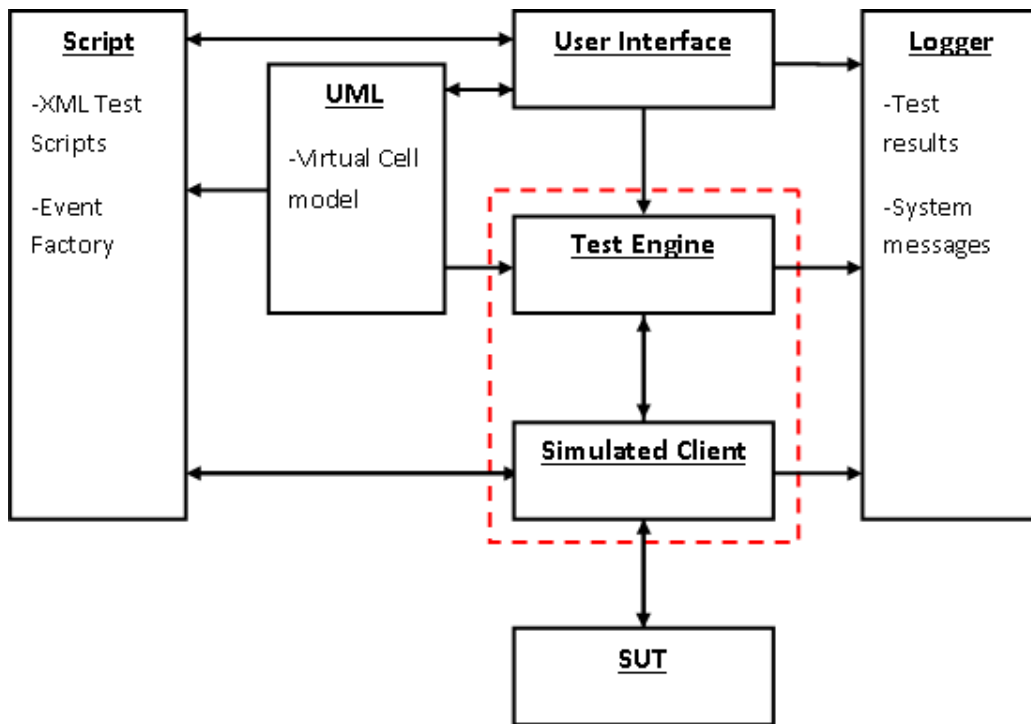 Script
-XML Test
Scripts
-Event
Factory
UML
-Virtual Cell
model
User Interface
Test Engine
Simulated Client
SUT
Logger
-Test
results
-System
messages